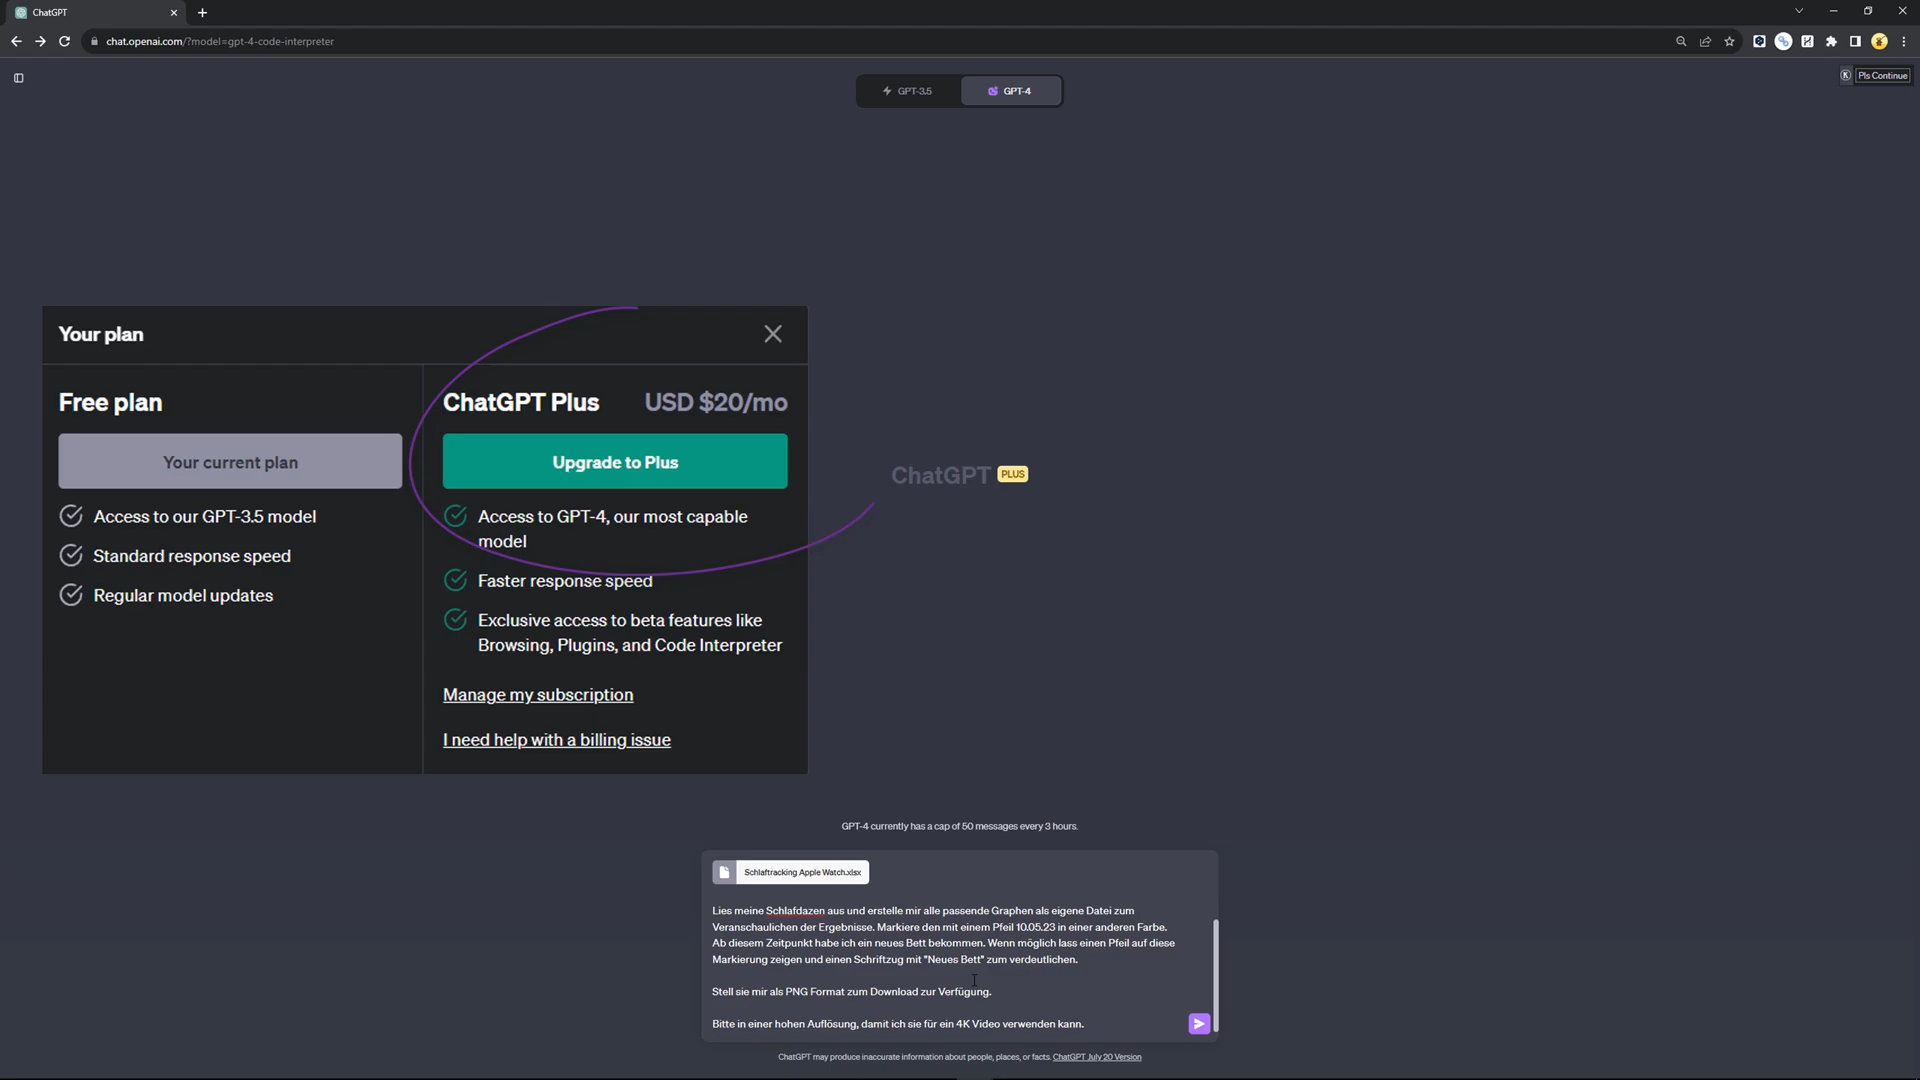 ChatGPT
chat.openai.com/?model=gpt-4-code-interpreter
Pls Continue
GPT-3.5
GPT-4
Your plan
Free plan
Your current plan
Access to our GPT-3.5 model
Standard response speed
Regular model updates
ChatGPT Plus USD $20/mo
Upgrade to Plus
Access to GPT-4, our most capable
model
Faster response speed
Exclusive access to beta features like
Browsing, Plugins, and Code Interpreter
Manage my subscription
I need help with a billing issue
ChatGPT PLUS
GPT-4 currently has a cap of 50 messages every 3 hours.
Schlaftracking Apple Watch.xlsx
Lies meine Schlafdazen aus und erstelle mir alle passende Graphen als eigene Datei zum
Veranschaulichen der Ergebnisse. Markiere den mit einem Pfeil 10.05.23 in einer anderen Farbe.
Ab diesem Zeitpunkt habe ich ein neues Bett bekommen. Wenn möglich lass einen Pfeil auf diese
Markierung zeigen und einen Schriftzug mit "Neues Bett" zum verdeutlichen.
Stell sie mir als PNG Format zum Download zur Verfügung.
Bitte in einer hohen Auflösung, damit ich sie für ein 4K Video verwenden kann.
ChatGPT may produce inaccurate information about people, places, or facts. ChatGPT July 20 Version